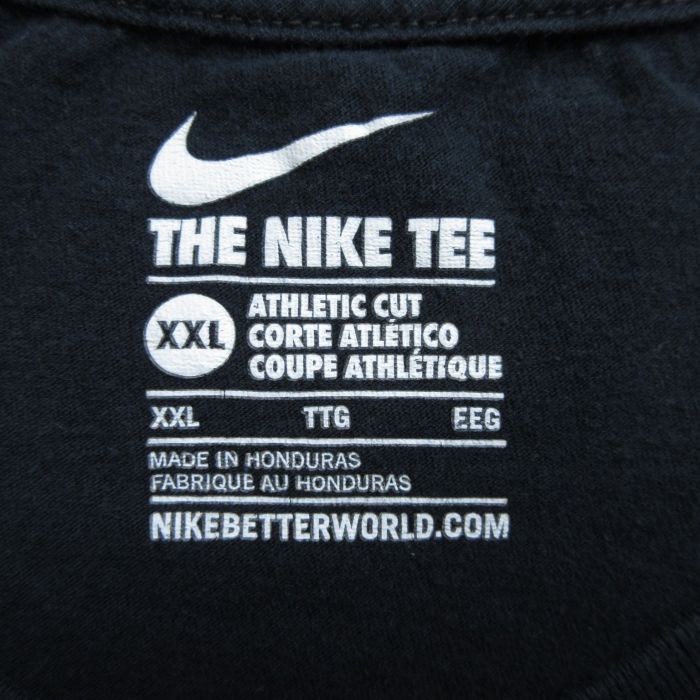 THE NIKE TEE
XXL
ATHLETIC CUT
CORTE ATLÉTICO
COUPE ATHLÉTIQUE
XXL TTG EEG
MADE IN HONDURAS
FABRIQUE AU HONDURAS
NIKEBETTERWORLD.COM